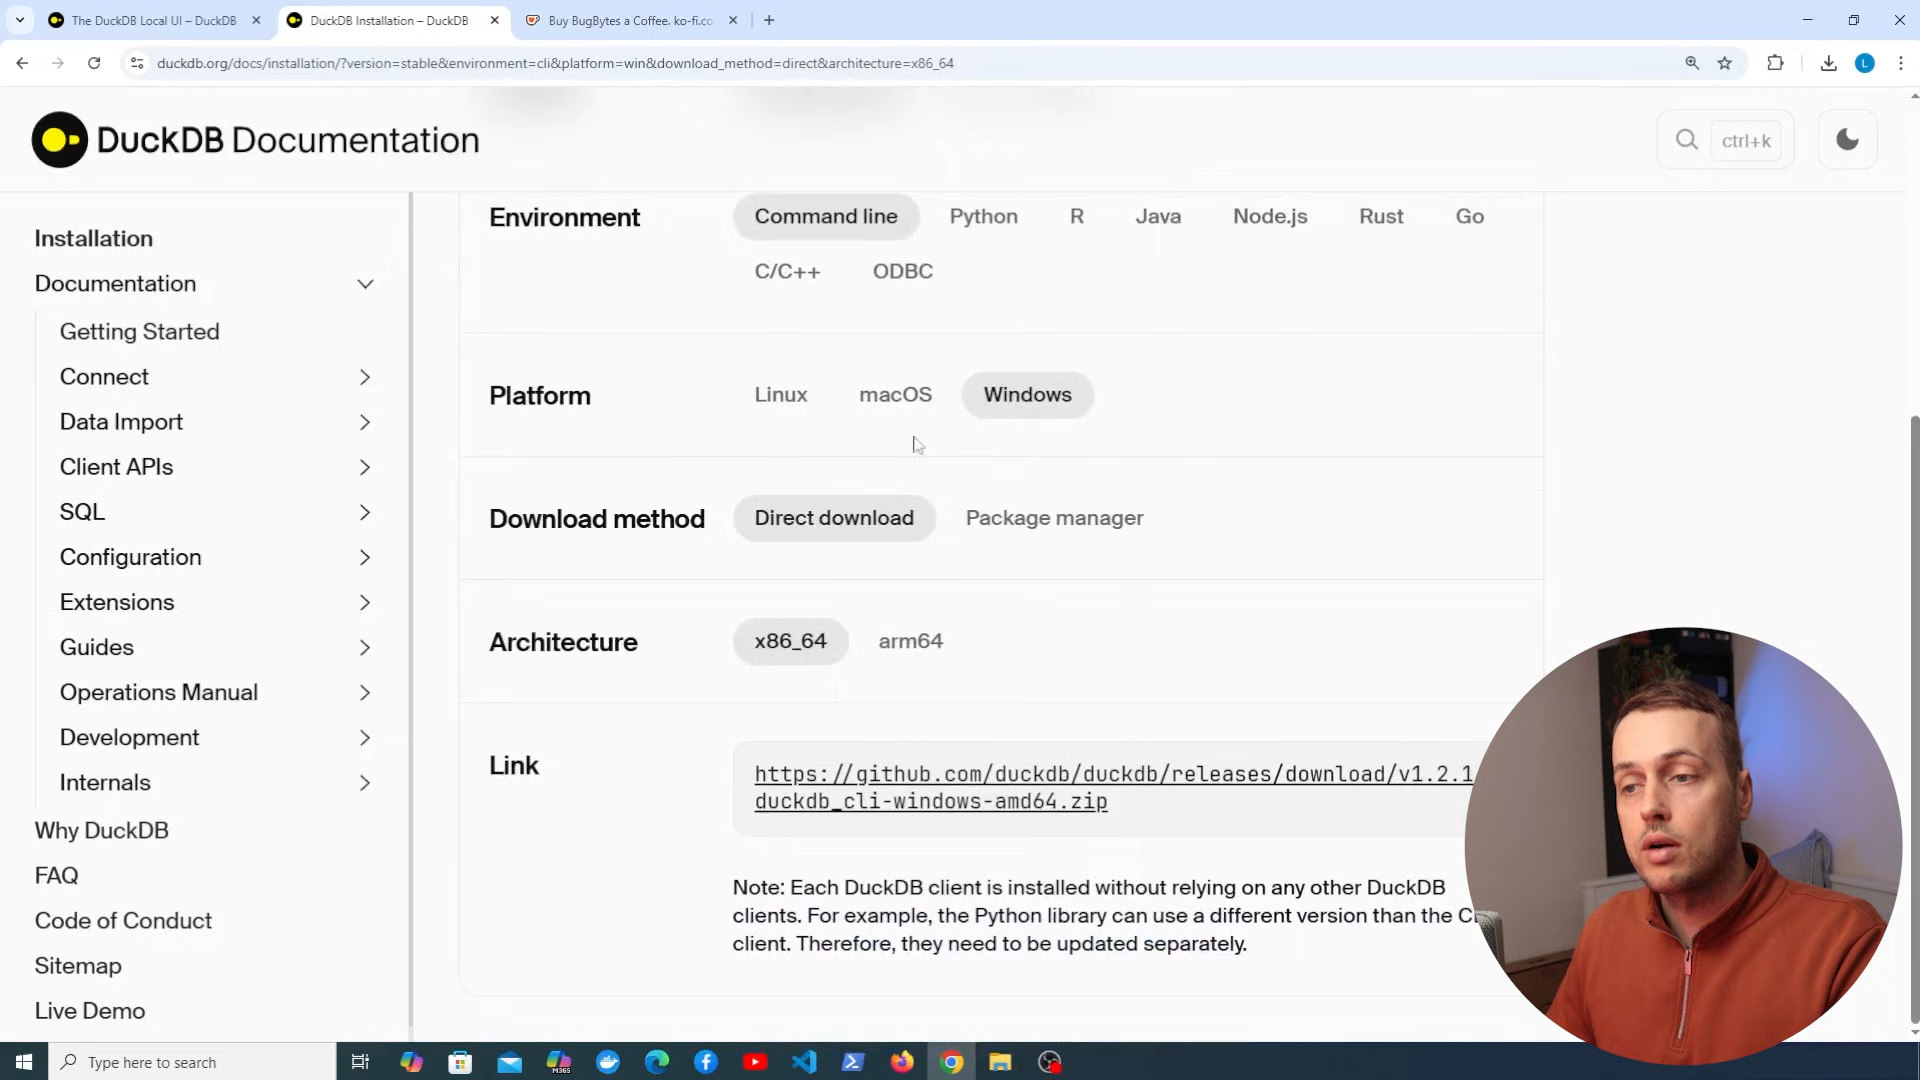 The DuckDB Local UI – DuckDB
DuckDB Installation – DuckDB
Buy BugBytes a Coffee. ko-fi.co
duckdb.org/docs/installation/?version=stable&environment=cli&platform=win&download_method=direct&architecture=x86_64
L
DuckDB Documentation
ctrl+k
Installation
Documentation
Getting Started
Connect
Data Import
Client APIs
SQL
Configuration
Extensions
Guides
Operations Manual
Development
Internals
Why DuckDB
FAQ
Code of Conduct
Sitemap
Live Demo
Environment
Command line Python R Java Node.js Rust Go
C/C++ ODBC
Platform
Linux macOS Windows
Download method
Direct download Package manager
Architecture
x86_64 arm64
Link
https://github.com/duckdb/duckdb/releases/download/v1.2.1
duckdb_cli-windows-amd64.zip
Note: Each DuckDB client is installed without relying on any other DuckDB
clients. For example, the Python library can use a different version than the
client. Therefore, they need to be updated separately.
Type here to search
M365